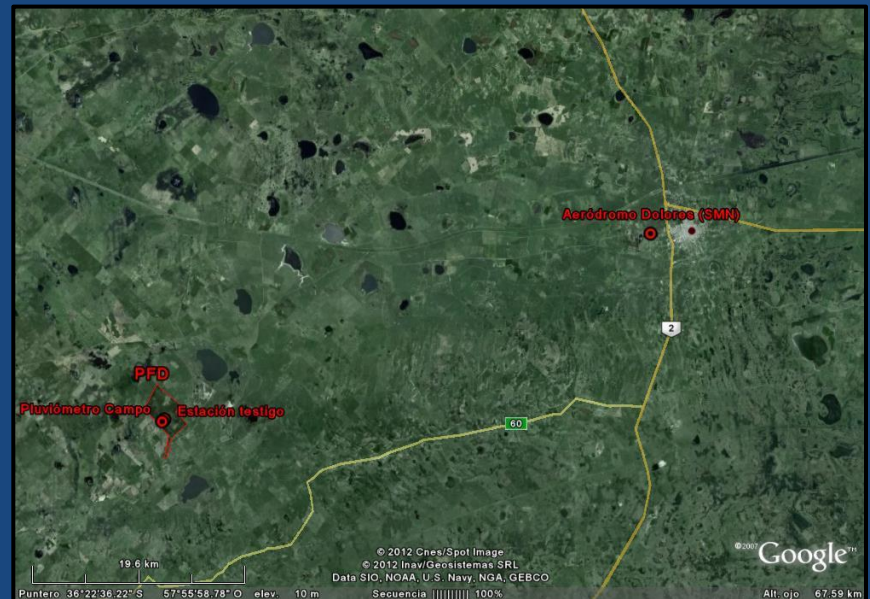 Aeródromo Dolores (SMN)
2
PFD
Pluviómetro Campo
Estación testigo
60
19.6 km
© 2012 Cnes/Spot Image
© 2012 Inav/Geosistemas SRL
Data SIO, NOAA, U.S. Navy, NGA, GEBCO
©2007 Google™
Puntero 36°22'36.22" S 57°55'58.78" O elev. 10 m Secuencia ||||||||| 100% Alt. ojo 67.59 km